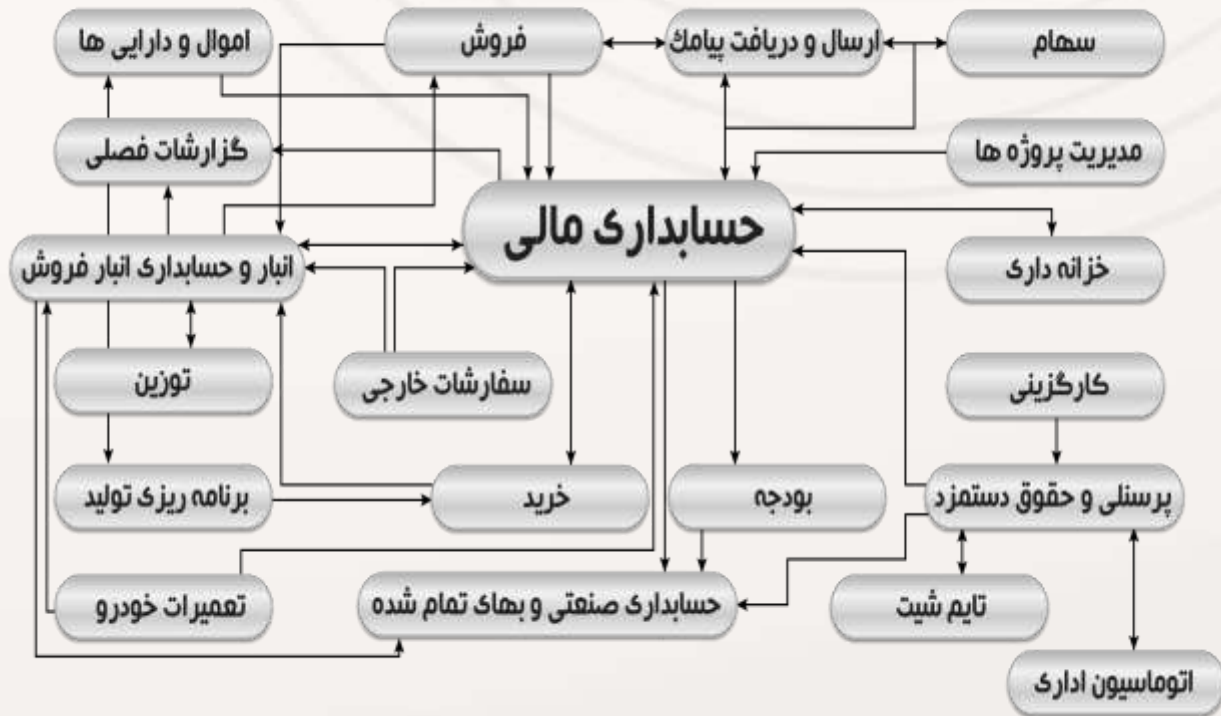 سهام
ارسال و دریافت پیامک
فروش
اموال و دارایی ها
مدیریت پروژه ها
گزارشات فصلی
حسابداری مالی
خزانه داری
انبار و حسابداری انبار فروش
کارگزینی
سفارشات خارجی
توزین
پرسنلی و حقوق دستمزد
بودجه
خرید
برنامه ریزی تولید
تایم شیت
حسابداری صنعتی و بهای تمام شده
تعمیرات خودرو
اتوماسیون اداری